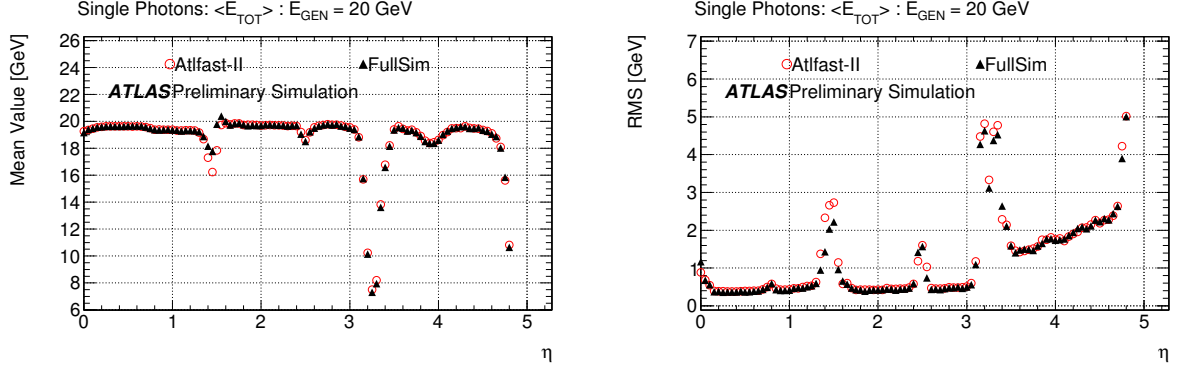 Single Photons: <E_TOT> : E_GEN = 20 GeV
Mean Value [GeV]
26
24
22
20
18
16
14
12
10
8
6
Atlfast-II
FullSim
ATLAS Preliminary Simulation
0 1 2 3 4 5
η
Single Photons: <E_TOT> : E_GEN = 20 GeV
RMS [GeV]
7
6
5
4
3
2
1
0
Atlfast-II
FullSim
ATLAS Preliminary Simulation
0 1 2 3 4 5
η